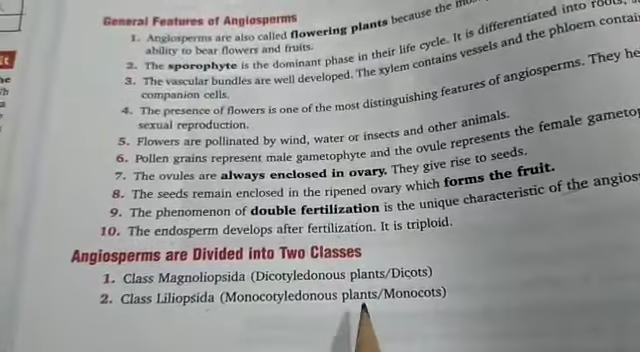 General Features of Angiosperms
1. Angiosperms are also called flowering plants because the
ability to bear flowers and fruits.
2. The sporophyte is the dominant phase in their life cycle. It is differentiated into roots,
3. The vascular bundles are well developed. The xylem contains vessels and the phloem
companion cells.
4. The presence of flowers is one of the most distinguishing features of angiosperms. They
sexual reproduction.
5. Flowers are pollinated by wind, water or insects and other animals.
6. Pollen grains represent male gametophyte and the ovule represents the female
7. The ovules are always enclosed in ovary. They give rise to seeds.
8. The seeds remain enclosed in the ripened ovary which forms the fruit.
9. The phenomenon of double fertilization is the unique characteristic of the
10. The endosperm develops after fertilization. It is triploid.
Angiosperms are Divided into Two Classes
1. Class Magnoliopsida (Dicotyledonous plants/Dicots)
2. Class Liliopsida (Monocotyledonous plants/Monocots)